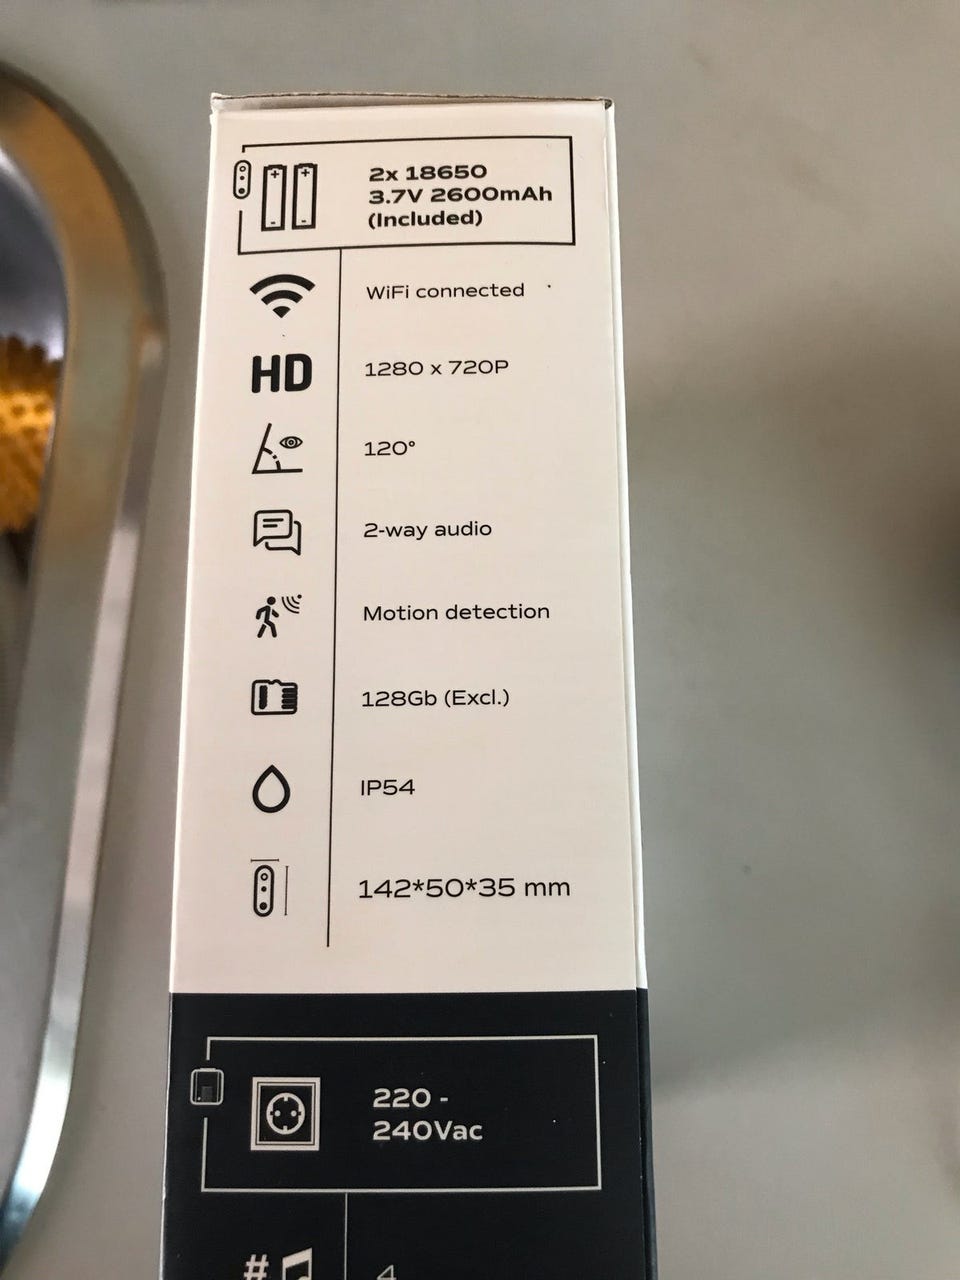 2x 18650
3.7V 2600mAh
(Included)
WiFi connected
HD
1280 x 720P
120°
2-way audio
Motion detection
128Gb (Excl.)
IP54
142*50*35 mm
220 -
240Vac
#
4